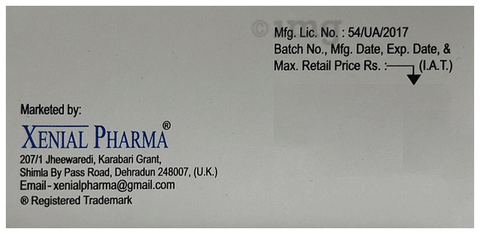 1mg
Mfg. Lic. No. : 54/UA/2017
Batch No., Mfg. Date, Exp. Date, &
Max. Retail Price Rs. : (I.A.T.)
Marketed by:
XENIAL PHARMA®
207/1 Jheewaredi, Karabari Grant,
Shimla By Pass Road, Dehradun 248007, (U.K.)
Email - xenialpharma@gmail.com
® Registered Trademark